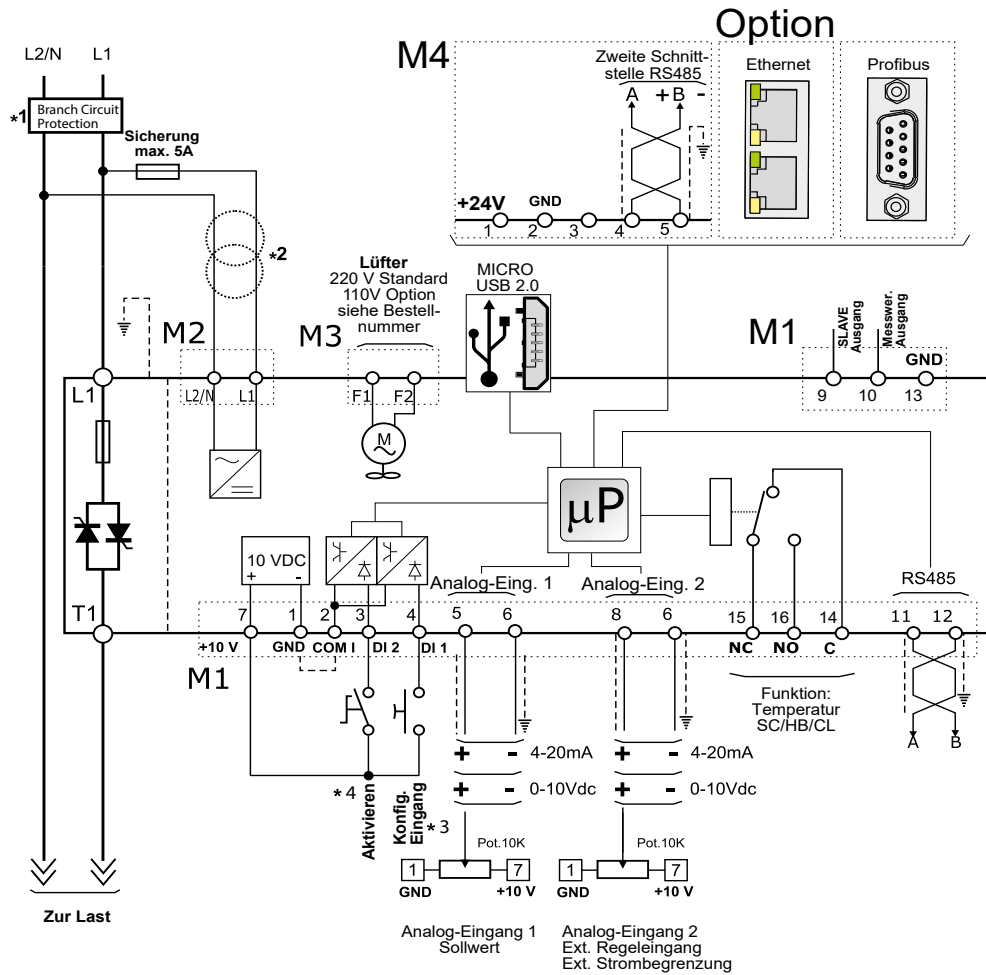 Option
M4
Zweite Schnitt-
stelle RS485
A + B -
Ethernet
Profibus
L2/N L1
*1
Branch Circuit
Protection
Sicherung
max. 5A
+24V
GND
1 2 3 4 5
*2
Lüfter
220 V Standard
110V Option
siehe Bestell-
nummer
MICRO
USB 2.0
M2
M3
M1
SLAVE
Ausgang
Messwer.
Ausgang
GND
L1
L2/N L1
F1 F2
9 10 13
M
µP
10 VDC
+ -
Analog-Eing. 1
Analog-Eing. 2
RS485
T1
7 1 2 3 4 5 6 8 6 15 16 14 11 12
+10 V GND COM I DI 2 DI 1
NC NO C
M1
Funktion:
Temperatur
SC/HB/CL
A B
+ - 4-20mA
+ - 4-20mA
+ - 0-10Vdc
+ - 0-10Vdc
*4
Aktivieren
Konfig.
Eingang
*3
Pot.10K
Pot.10K
1 7
1 7
GND +10 V
GND +10 V
Zur Last
Analog-Eingang 1
Sollwert
Analog-Eingang 2
Ext. Regeleingang
Ext. Strombegrenzung